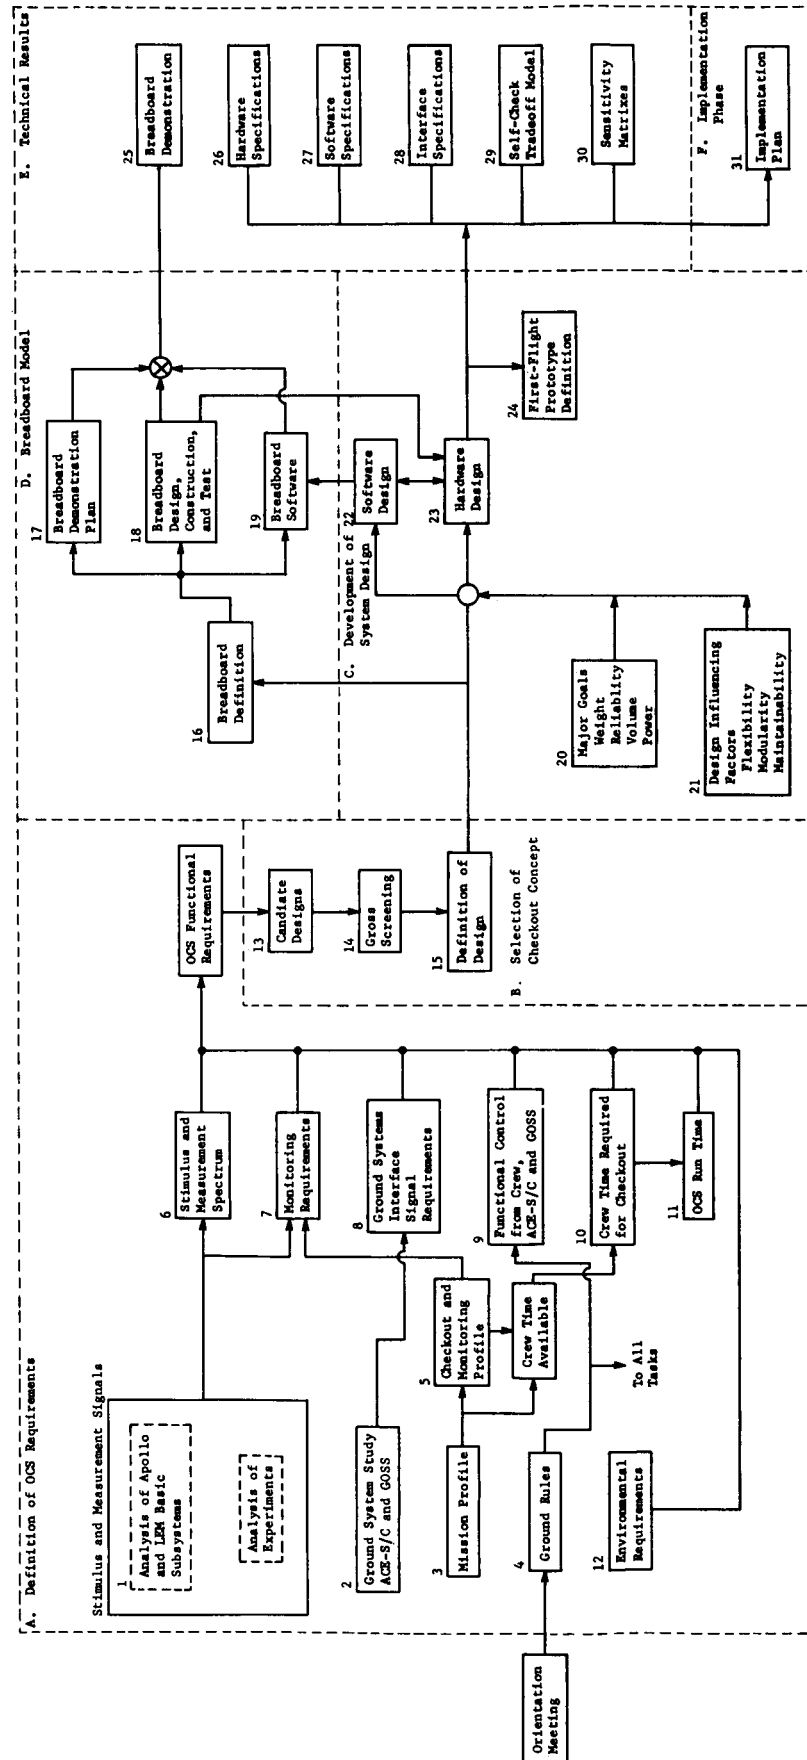 A. Definition of OCS Requirements
Stimulus and Measurement Signals
1
Analysis of Apollo
and LEM Basic
Subsystems
Analysis of
Experiments
2
Ground System Study
ACE-S/C and GOSS
3
Mission Profile
4
Ground Rules
Orientation
Meeting
12
Environmental
Requirements
5
Checkout and
Monitoring
Profile
Crew Time
Available
To All
Tasks
6
Stimulus and
Measurement
Spectrum
7
Monitoring
Requirements
8
Ground Systems
Interface
Signal
Requirements
9
Functional Control
from Crew,
ACE-S/C and GOSS
10
Crew Time Required
for Checkout
11
OCS Run Time
OCS Functional
Requirements
13
Candiate
Designs
14
Gross
Screening
15
Definition of
Design
B. Selection of
Checkout Concept
D. Breadboard Model
16
Breadboard
Definition
17
Breadboard
Demonstration
Plan
18
Breadboard
Design,
Construction,
and Test
19
Breadboard
Software
C. Development of
System Design
20
Major Goals
Weight
Reliablity
Volume
Power
21
Design Influencing
Factors
Flexibility
Modularity
Maintainability
22
Software
Design
23
Hardware
Design
24
First-Flight
Prototype
Definition
E. Technical Results
25
Breadboard
Demonstration
26
Hardware
Specifications
27
Software
Specifications
28
Interface
Specifications
29
Self-Check
Tradeoff Model
30
Sensitivity
Matrixes
F. Implementation
Phase
31
Implementation
Plan